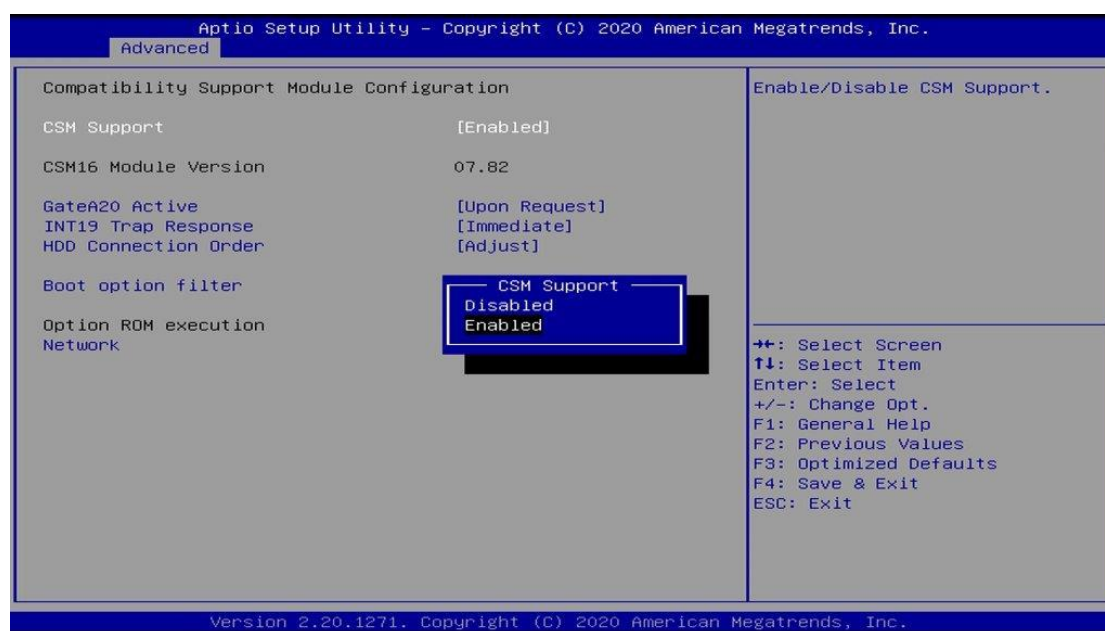 Aptio Setup Utility – Copyright (C) 2020 American Megatrends, Inc.
Advanced
Compatibility Support Module Configuration
CSM Support [Enabled]
CSM16 Module Version 07.82
GateA20 Active [Upon Request]
INT19 Trap Response [Immediate]
HDD Connection Order [Adjust]
Boot option filter
Option ROM execution
Network
CSM Support
Disabled
Enabled
Enable/Disable CSM Support.
→←: Select Screen
↑↓: Select Item
Enter: Select
+/-: Change Opt.
F1: General Help
F2: Previous Values
F3: Optimized Defaults
F4: Save & Exit
ESC: Exit
Version 2.20.1271. Copyright (C) 2020 American Megatrends, Inc.